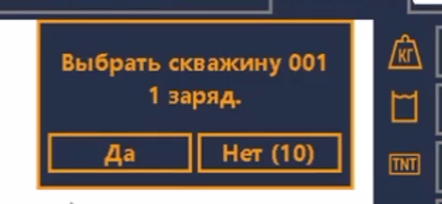 Выбрать скважину 001
1 заряд.
Да
Нет (10)
КГ
TNT